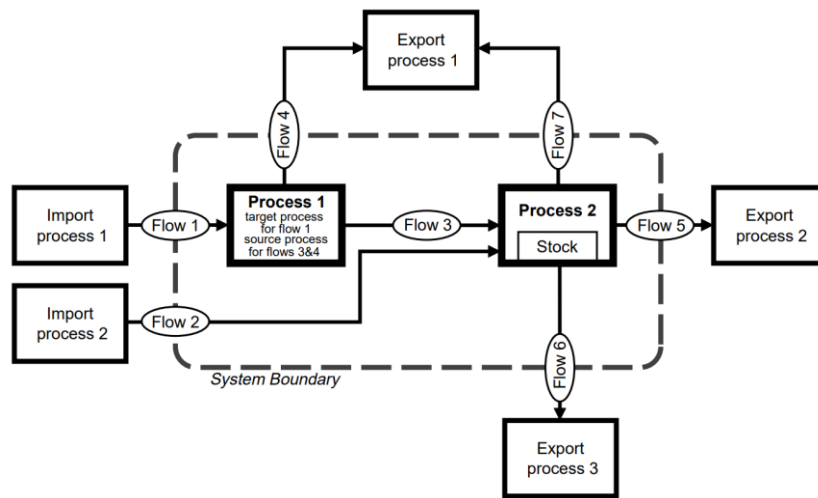 Export
process 1
Flow 4
Flow 7
Import
process 1
Flow 1
Process 1
target process
for flow 1
source process
for flows 3&4
Flow 3
Process 2
Stock
Flow 5
Export
process 2
Import
process 2
Flow 2
System Boundary
Flow 6
Export
process 3